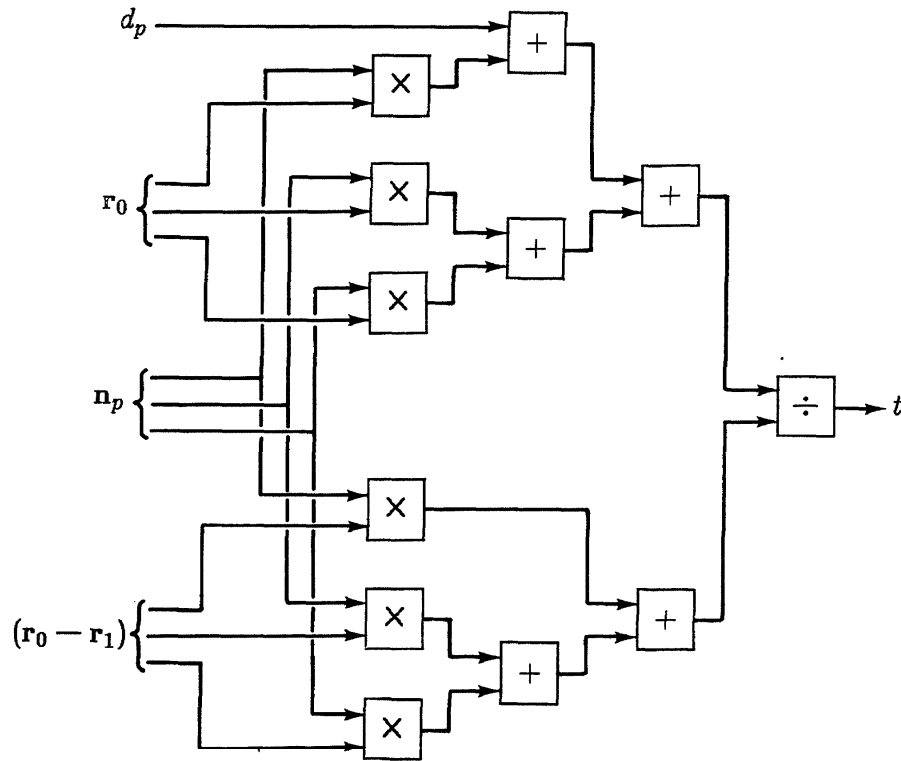 d_p
+
×
r_0
×
+
+
×
n_p
÷
t
×
(r_0 − r_1)
×
+
+
×